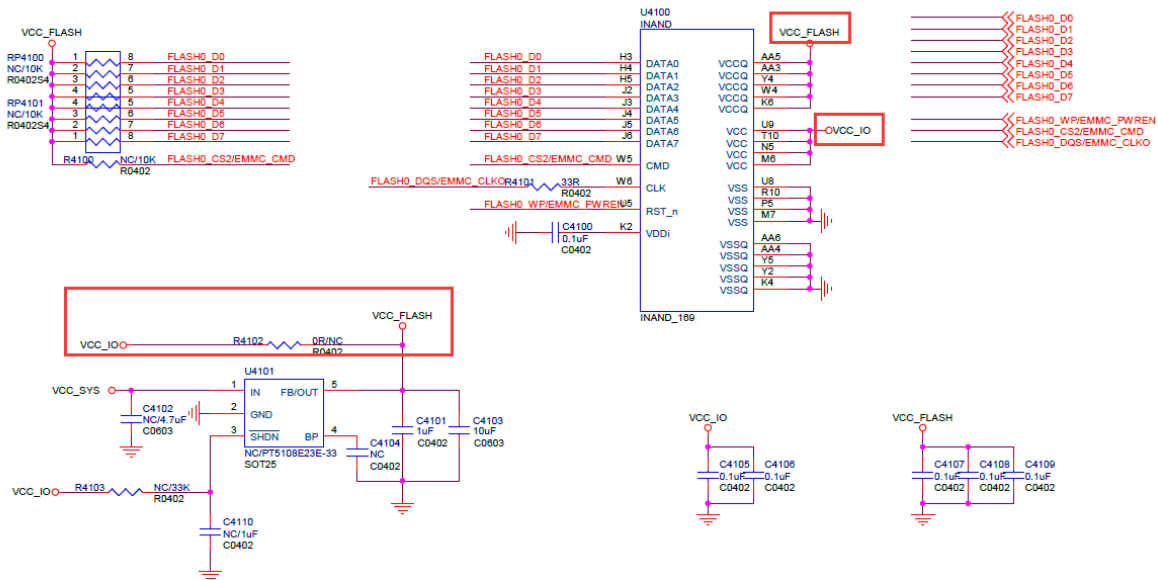 VCC_FLASH
RP4100
NC/10K
R0402S4
RP4101
NC/10K
R0402S4
1 8 FLASH0_D0
2 7 FLASH0_D1
3 6 FLASH0_D2
4 5 FLASH0_D3
4 5 FLASH0_D4
3 6 FLASH0_D5
2 7 FLASH0_D6
1 8 FLASH0_D7
R4100 NC/10K FLASH0_CS2/EMMC_CMD
R0402
U4100
INAND
FLASH0_D0 H3 DATA0
FLASH0_D1 H4 DATA1
FLASH0_D2 H5 DATA2
FLASH0_D3 J2 DATA3
FLASH0_D4 J3 DATA4
FLASH0_D5 J4 DATA5
FLASH0_D6 J5 DATA6
FLASH0_D7 J6 DATA7
FLASH0_CS2/EMMC_CMD W5 CMD
FLASH0_DQS/EMMC_CLKO R4101 33R W6 CLK
R0402
FLASH0_WP/EMMC_PWREN U5 RST_n
C4100 K2 VDDi
0.1uF
C0402
VCC_FLASH
VCCQ AA5
VCCQ AA3
VCCQ Y4
VCCQ W4
VCCQ K6
VCC U9
VCC T10
VCC N5
VCC M6
VCC_IO
VSS U8
VSS R10
VSS P5
VSS M7
VSSQ AA6
VSSQ AA4
VSSQ Y5
VSSQ Y2
VSSQ K4
INAND_169
FLASH0_D0
FLASH0_D1
FLASH0_D2
FLASH0_D3
FLASH0_D4
FLASH0_D5
FLASH0_D6
FLASH0_D7
FLASH0_WP/EMMC_PWREN
FLASH0_CS2/EMMC_CMD
FLASH0_DQS/EMMC_CLKO
VCC_FLASH
VCC_IO R4102 0R/NC
R0402
U4101
VCC_SYS 1 IN FB/OUT 5
2 GND
3 SHDN BP 4
NC/PT5108E23E-33
SOT25
C4102
NC/4.7uF
C0603
C4104
NC
C0402
C4101
1uF
C0402
C4103
10uF
C0603
VCC_IO R4103 NC/33K
R0402
C4110
NC/1uF
C0402
VCC_IO
C4105
0.1uF
C0402
C4106
0.1uF
C0402
VCC_FLASH
C4107
0.1uF
C0402
C4108
0.1uF
C0402
C4109
0.1uF
C0402